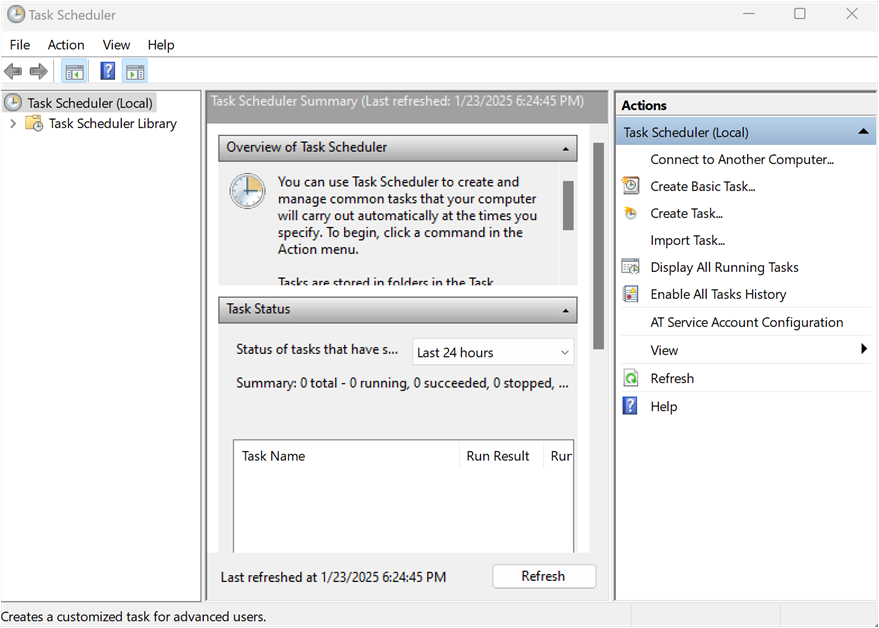 Task Scheduler
File Action View Help
Task Scheduler (Local)
Task Scheduler Library
Task Scheduler Summary (Last refreshed: 1/23/2025 6:24:45 PM)
Overview of Task Scheduler
You can use Task Scheduler to create and
manage common tasks that your computer
will carry out automatically at the times you
specify. To begin, click a command in the
Action menu.
Tasks are stored in folders in the Task
Task Status
Status of tasks that have s... Last 24 hours
Summary: 0 total - 0 running, 0 succeeded, 0 stopped, ...
Task Name Run Result Rur
Last refreshed at 1/23/2025 6:24:45 PM Refresh
Actions
Task Scheduler (Local)
Connect to Another Computer...
Create Basic Task...
Create Task...
Import Task...
Display All Running Tasks
Enable All Tasks History
AT Service Account Configuration
View
Refresh
Help
Creates a customized task for advanced users.